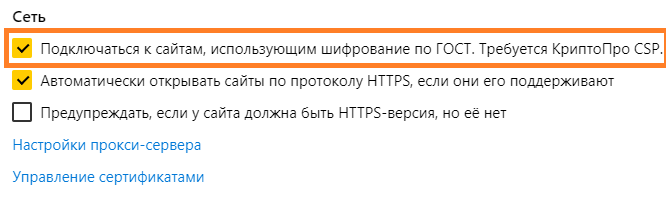 Сеть
Подключаться к сайтам, использующим шифрование по ГОСТ. Требуется КриптоПро CSP.
Автоматически открывать сайты по протоколу HTTPS, если они его поддерживают
Предупреждать, если у сайта должна быть HTTPS-версия, но её нет
Настройки прокси-сервера
Управление сертификатами